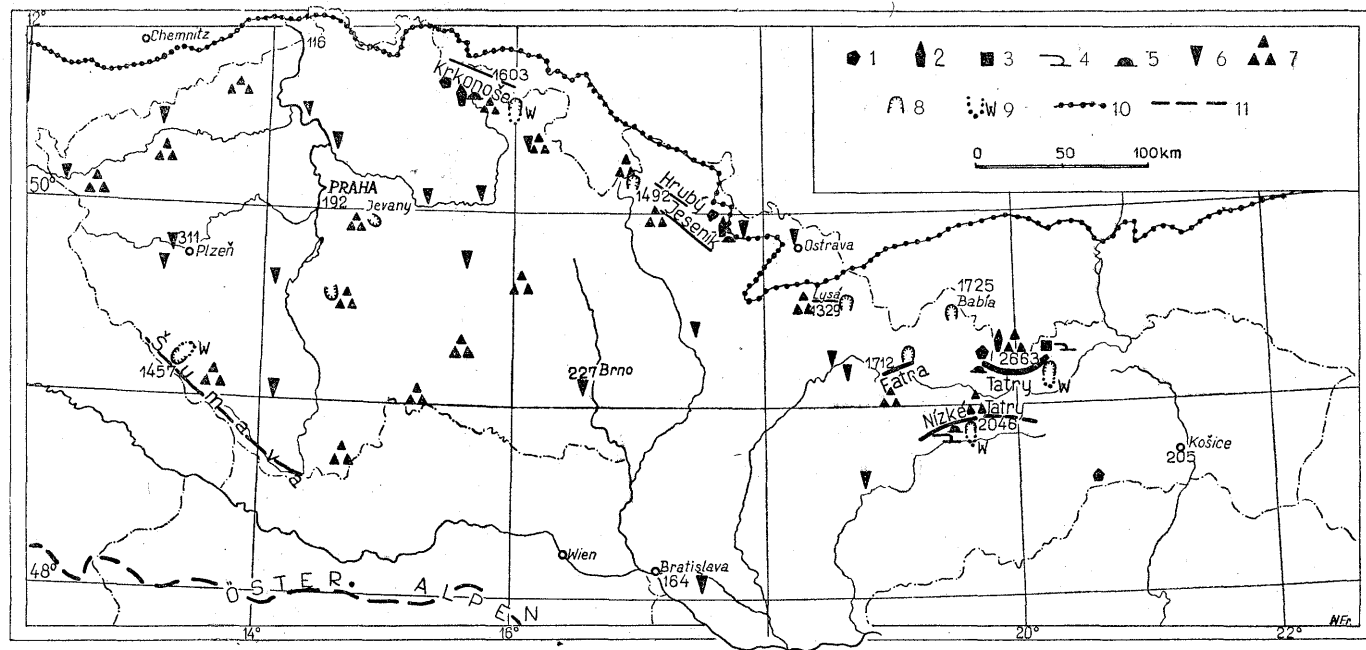 12°
Chemnitz
116
Krkonoše
1603
W
1 2 3 4 5 6 7
8 W 9 10 11
0 50 100km
50°
PRAHA
192
Jevany
Hrubý
1492
Jeseník
311
Plzeň
Ostrava
Lysá
1329
1725
Babia
Šumava
W
1457
227 Brno
1712
Fatra
2663
Tatry
W
Nízké Tatry
2046
W
Košice
205
Wien
Bratislava
164
48°
ÖSTER. ALPEN
14° 16° 20° 22°